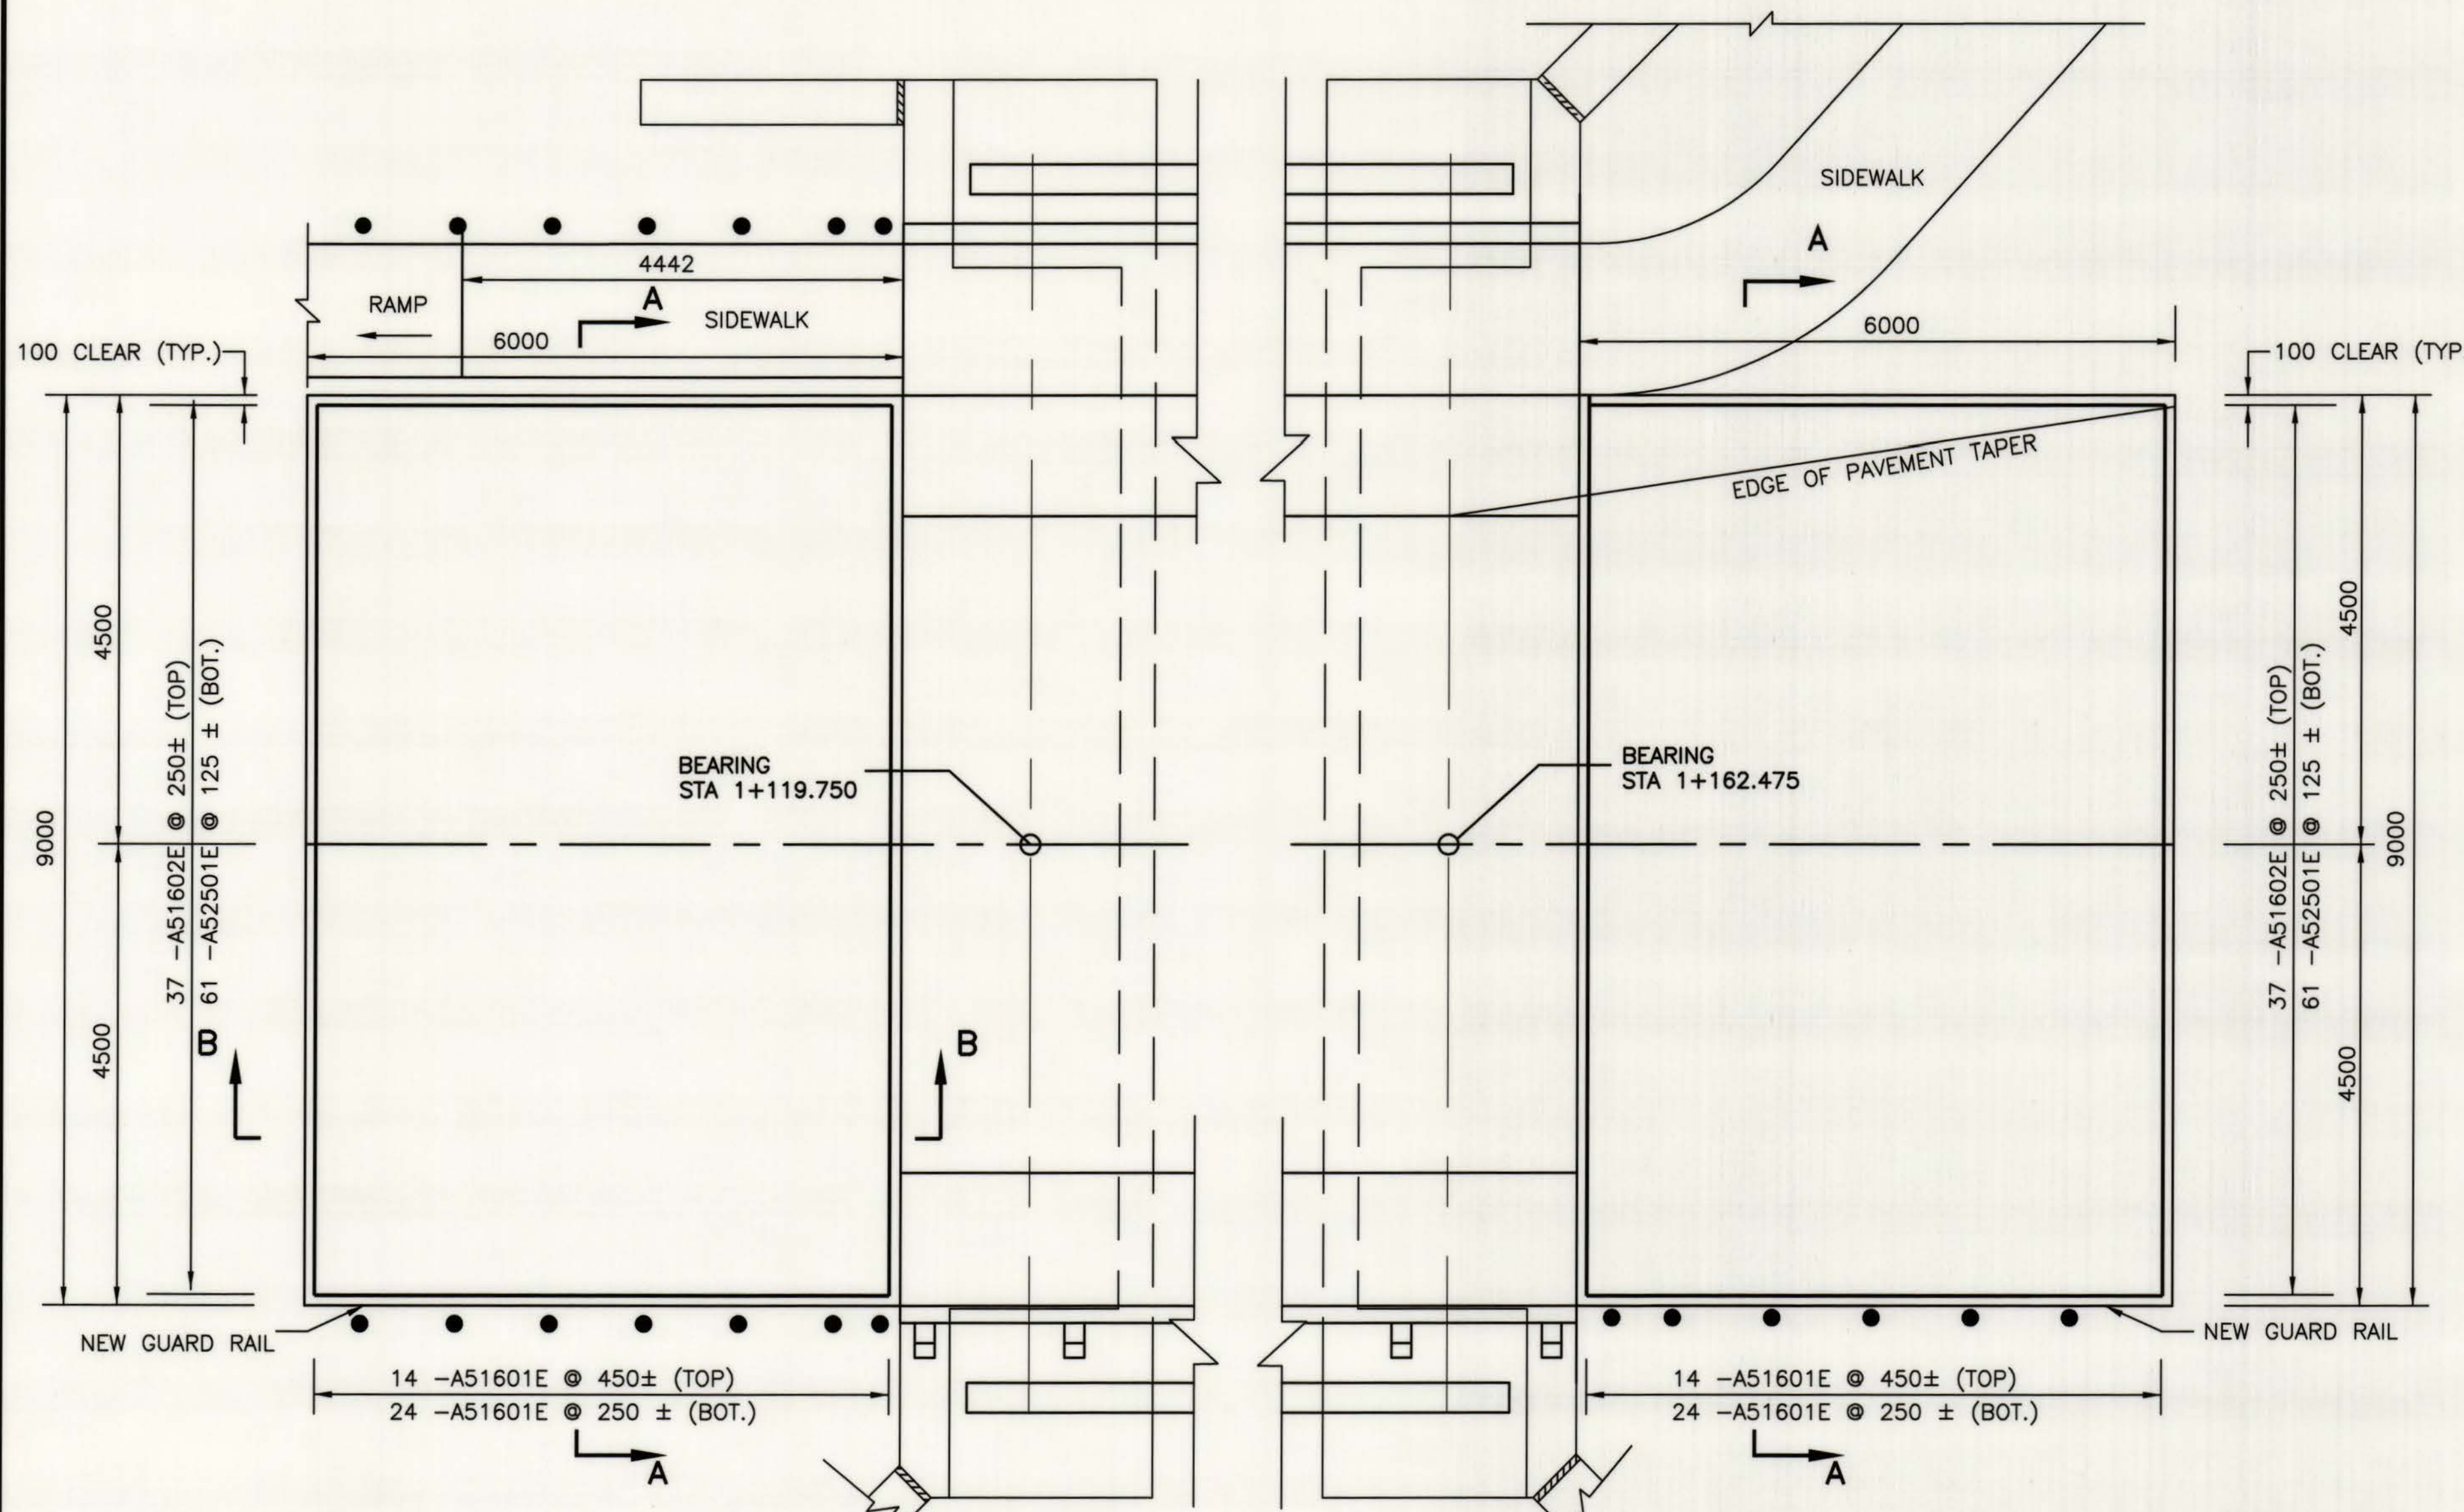 SIDEWALK
A
4442
RAMP
A
SIDEWALK
6000
6000
100 CLEAR (TYP.)
100 CLEAR (TYP
EDGE OF PAVEMENT TAPER
4500
9000
4500
37 -A51602E @ 250± (TOP)
61 -A52501E @ 125 ± (BOT.)
BEARING
STA 1+119.750
BEARING
STA 1+162.475
37 -A51602E @ 250± (TOP)
61 -A52501E @ 125 ± (BOT.)
4500
9000
4500
B
B
NEW GUARD RAIL
NEW GUARD RAIL
14 -A51601E @ 450± (TOP)
24 -A51601E @ 250 ± (BOT.)
14 -A51601E @ 450± (TOP)
24 -A51601E @ 250 ± (BOT.)
A
A